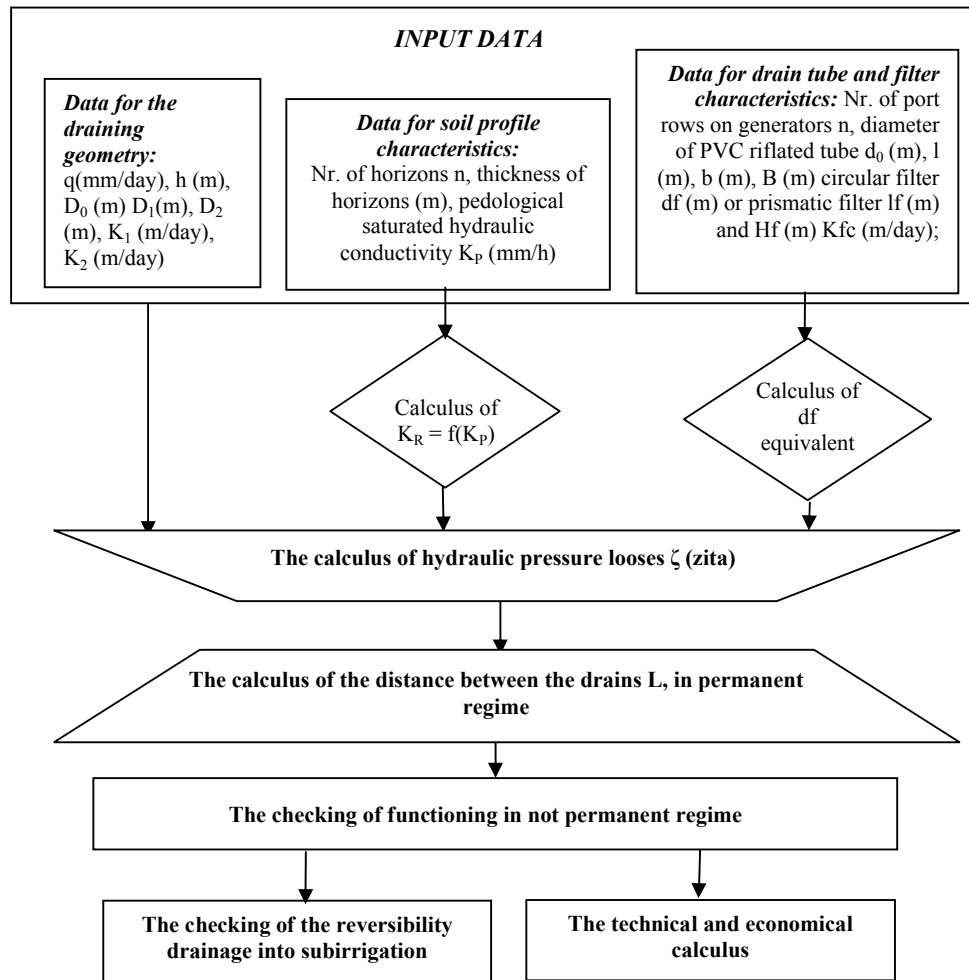 INPUT DATA
Data for the
draining
geometry:
q(mm/day), h (m),
D₀ (m) D₁(m), D₂
(m), K₁ (m/day),
K₂ (m/day)
Data for soil profile
characteristics:
Nr. of horizons n, thickness of
horizons (m), pedological
saturated hydraulic
conductivity K_P (mm/h)
Data for drain tube and filter
characteristics: Nr. of port
rows on generators n, diameter
of PVC riflated tube d₀ (m), l
(m), b (m), B (m) circular filter
df (m) or prismatic filter lf (m)
and Hf (m) Kfc (m/day);
Calculus of
K_R = f(K_P)
Calculus of
df
equivalent
The calculus of hydraulic pressure looses ζ (zita)
The calculus of the distance between the drains L, in permanent
regime
The checking of functioning in not permanent regime
The checking of the reversibility
drainage into subirrigation
The technical and economical
calculus